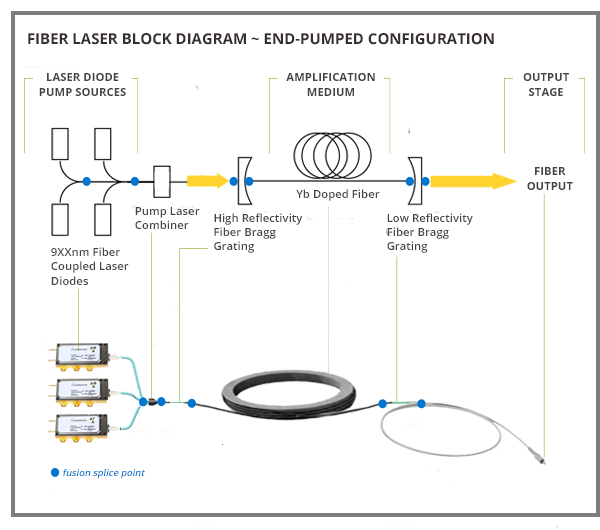 FIBER LASER BLOCK DIAGRAM ~ END-PUMPED CONFIGURATION
LASER DIODE
PUMP SOURCES
AMPLIFICATION
MEDIUM
OUTPUT
STAGE
FIBER
OUTPUT
Yb Doped Fiber
Pump Laser
Combiner
High Reflectivity
Fiber Bragg
Grating
Low Reflectivity
Fiber Bragg
Grating
9XXnm Fiber
Coupled Laser
Diodes
fusion splice point